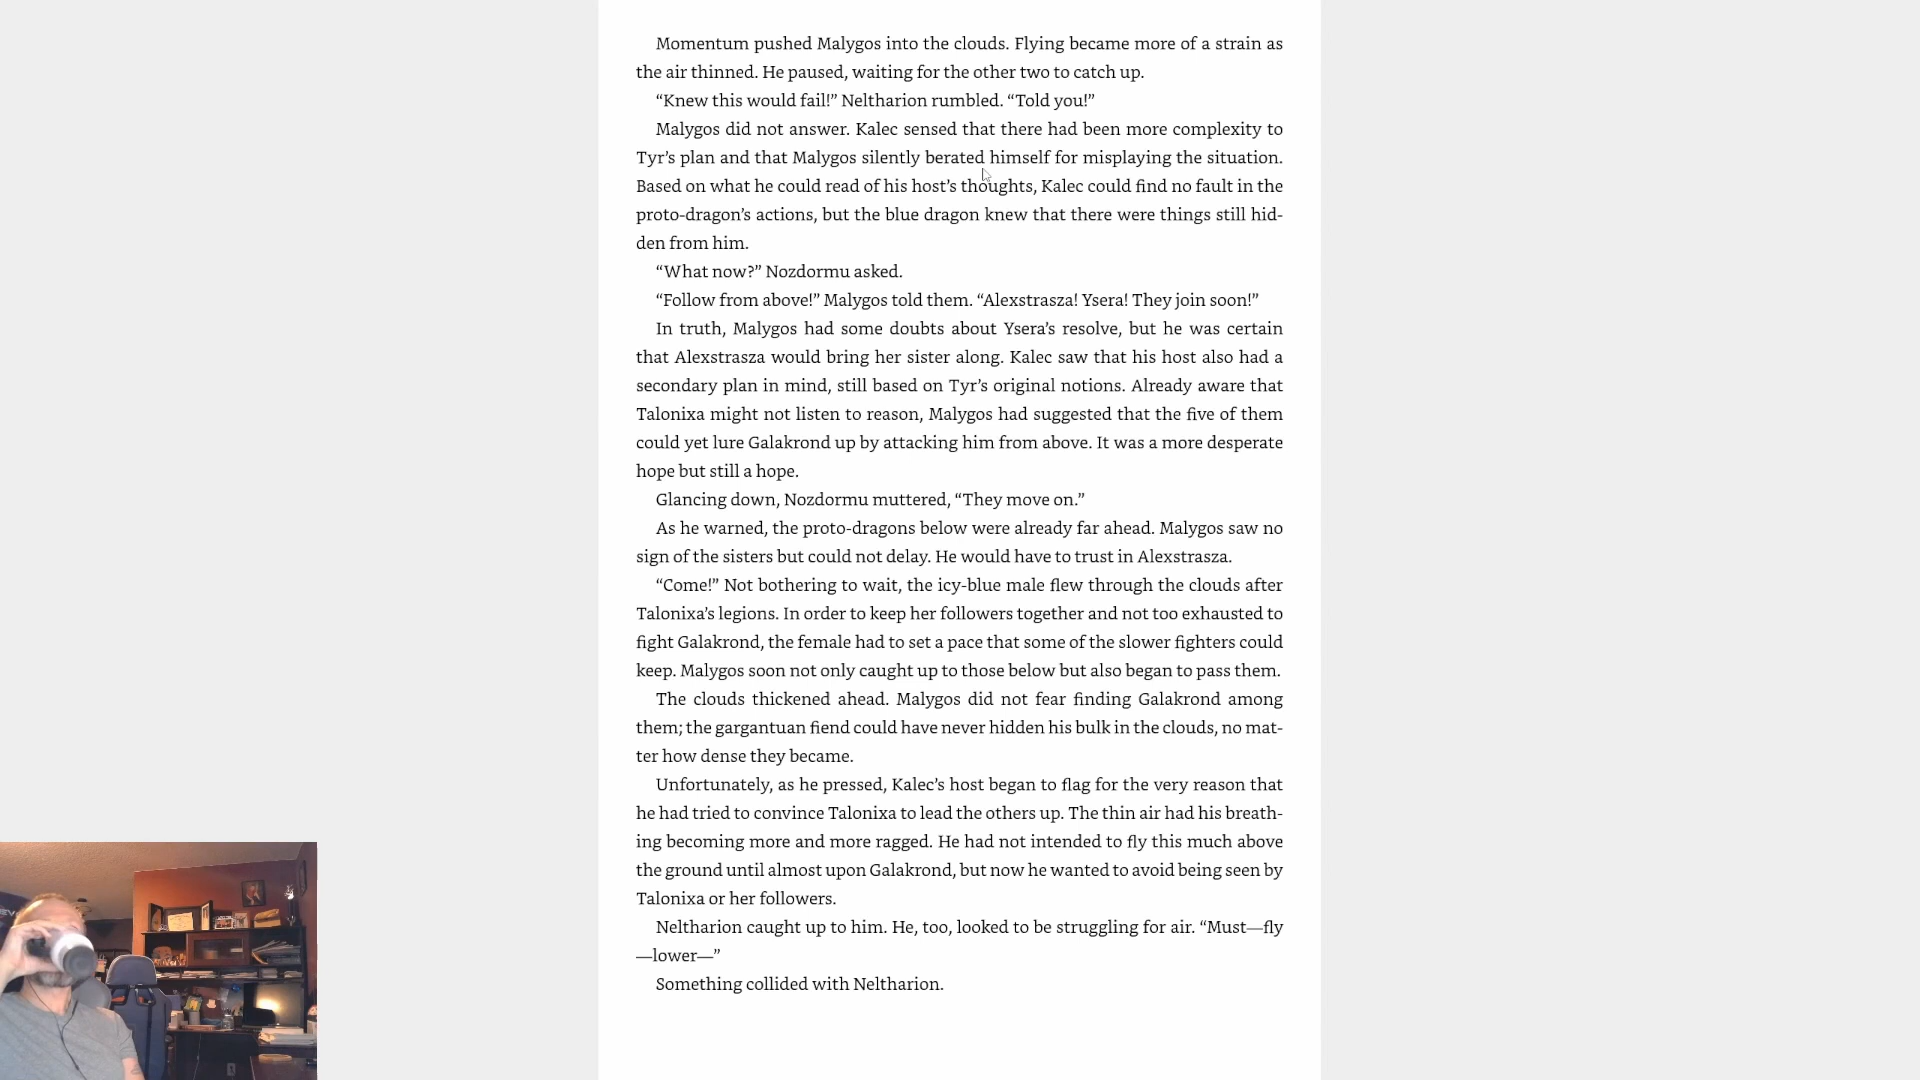 Momentum pushed Malygos into the clouds. Flying became more of a strain as
the air thinned. He paused, waiting for the other two to catch up.
“Knew this would fail!” Neltharion rumbled. “Told you!”
Malygos did not answer. Kalec sensed that there had been more complexity to
Tyr’s plan and that Malygos silently berated himself for misplaying the situation.
Based on what he could read of his host’s thoughts, Kalec could find no fault in the
proto-dragon’s actions, but the blue dragon knew that there were things still hid-
den from him.
“What now?” Nozdormu asked.
“Follow from above!” Malygos told them. “Alexstrasza! Ysera! They join soon!”
In truth, Malygos had some doubts about Ysera’s resolve, but he was certain
that Alexstrasza would bring her sister along. Kalec saw that his host also had a
secondary plan in mind, still based on Tyr’s original notions. Already aware that
Talonixa might not listen to reason, Malygos had suggested that the five of them
could yet lure Galakrond up by attacking him from above. It was a more desperate
hope but still a hope.
Glancing down, Nozdormu muttered, “They move on.”
As he warned, the proto-dragons below were already far ahead. Malygos saw no
sign of the sisters but could not delay. He would have to trust in Alexstrasza.
“Come!” Not bothering to wait, the icy-blue male flew through the clouds after
Talonixa’s legions. In order to keep her followers together and not too exhausted to
fight Galakrond, the female had to set a pace that some of the slower fighters could
keep. Malygos soon not only caught up to those below but also began to pass them.
The clouds thickened ahead. Malygos did not fear finding Galakrond among
them; the gargantuan fiend could have never hidden his bulk in the clouds, no mat-
ter how dense they became.
Unfortunately, as he pressed, Kalec’s host began to flag for the very reason that
he had tried to convince Talonixa to lead the others up. The thin air had his breath-
ing becoming more and more ragged. He had not intended to fly this much above
the ground until almost upon Galakrond, but now he wanted to avoid being seen by
Talonixa or her followers.
Neltharion caught up to him. He, too, looked to be struggling for air. “Must—fly
—lower—”
Something collided with Neltharion.